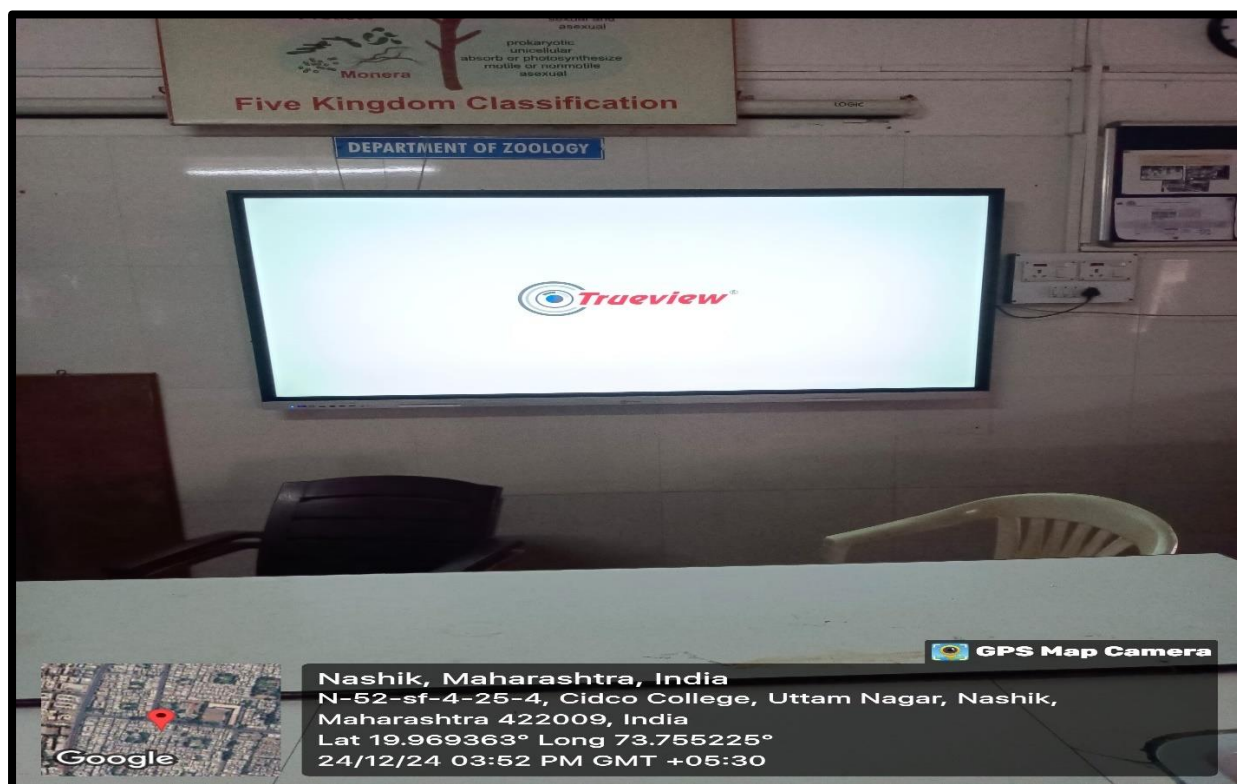 sexual and
asexual
prokaryotic
unicellular
absorb or photosynthesize
motile or nonmotile
asexual
Monera
Five Kingdom Classification
LOGIC
DEPARTMENT OF ZOOLOGY
Trueview®
GPS Map Camera
Nashik, Maharashtra, India
N-52-sf-4-25-4, Cidco College, Uttam Nagar, Nashik,
Maharashtra 422009, India
Lat 19.969363° Long 73.755225°
24/12/24 03:52 PM GMT +05:30
Google